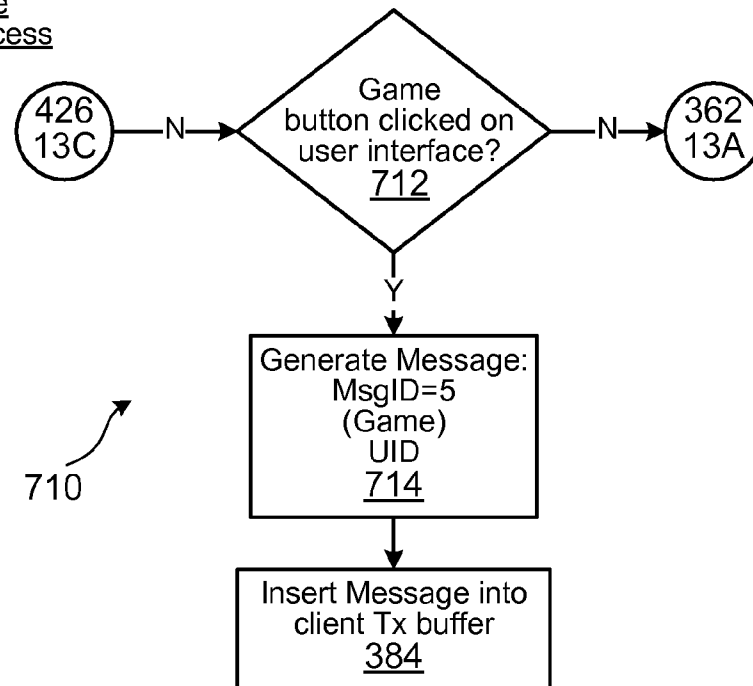 cess
426
13C
N
Game
button clicked on
user interface?
712
N
362
13A
Y
Generate Message:
MsgID=5
(Game)
UID
714
710
Insert Message into
client Tx buffer
384